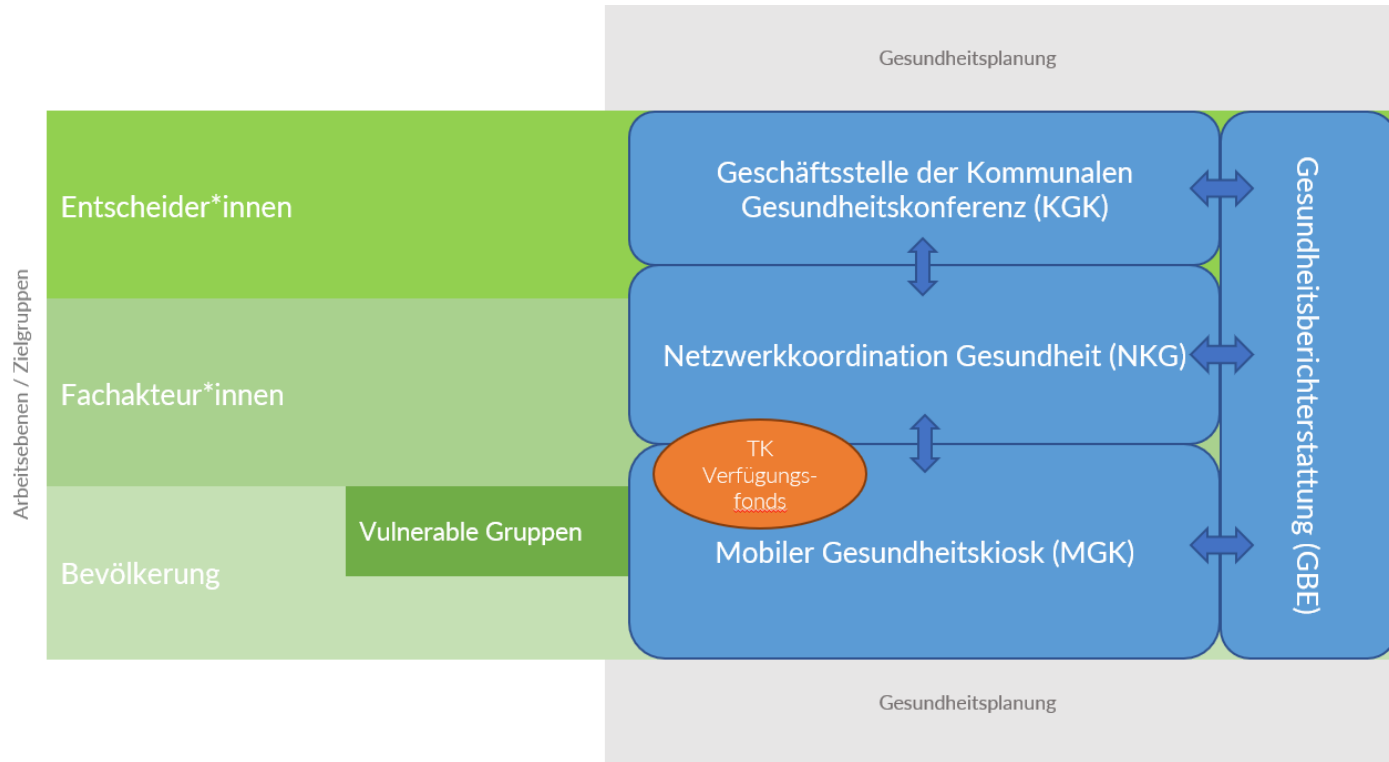 Gesundheitsplanung
Arbeitsebenen / Zielgruppen
Entscheider*innen
Geschäftsstelle der Kommunalen
Gesundheitskonferenz (KGK)
Gesundheitsberichterstattung (GBE)
Fachakteur*innen
Netzwerkkoordination Gesundheit (NKG)
TK
Verfügungs-
fonds
Vulnerable Gruppen
Bevölkerung
Mobiler Gesundheitskiosk (MGK)
Gesundheitsplanung